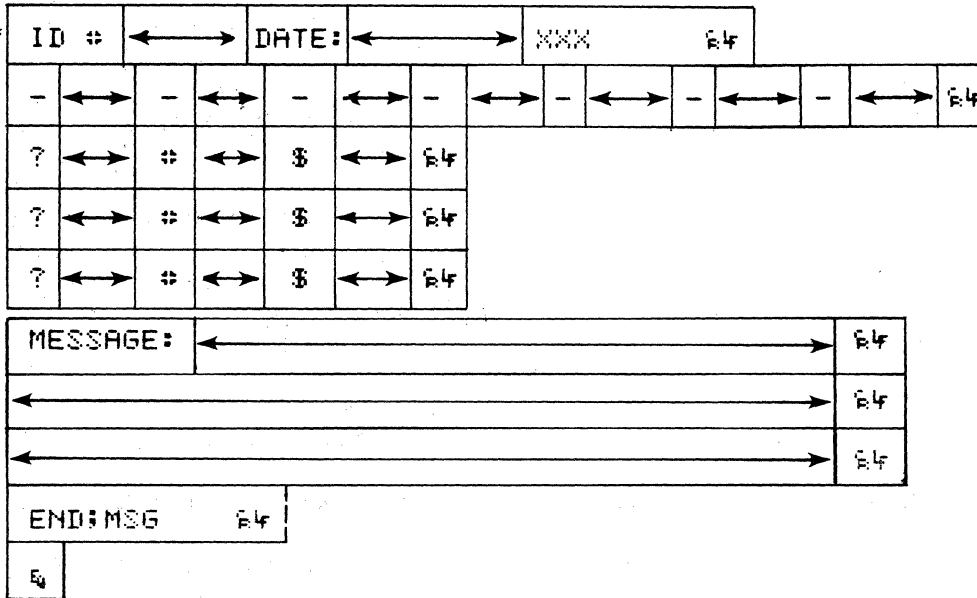 ID # DATE: XXX ␍␊
- - - - - - - ␍␊
? # $ ␍␊
? # $ ␍␊
? # $ ␍␊
MESSAGE: ␍␊
␍␊
␍␊
END;MSG ␍␊